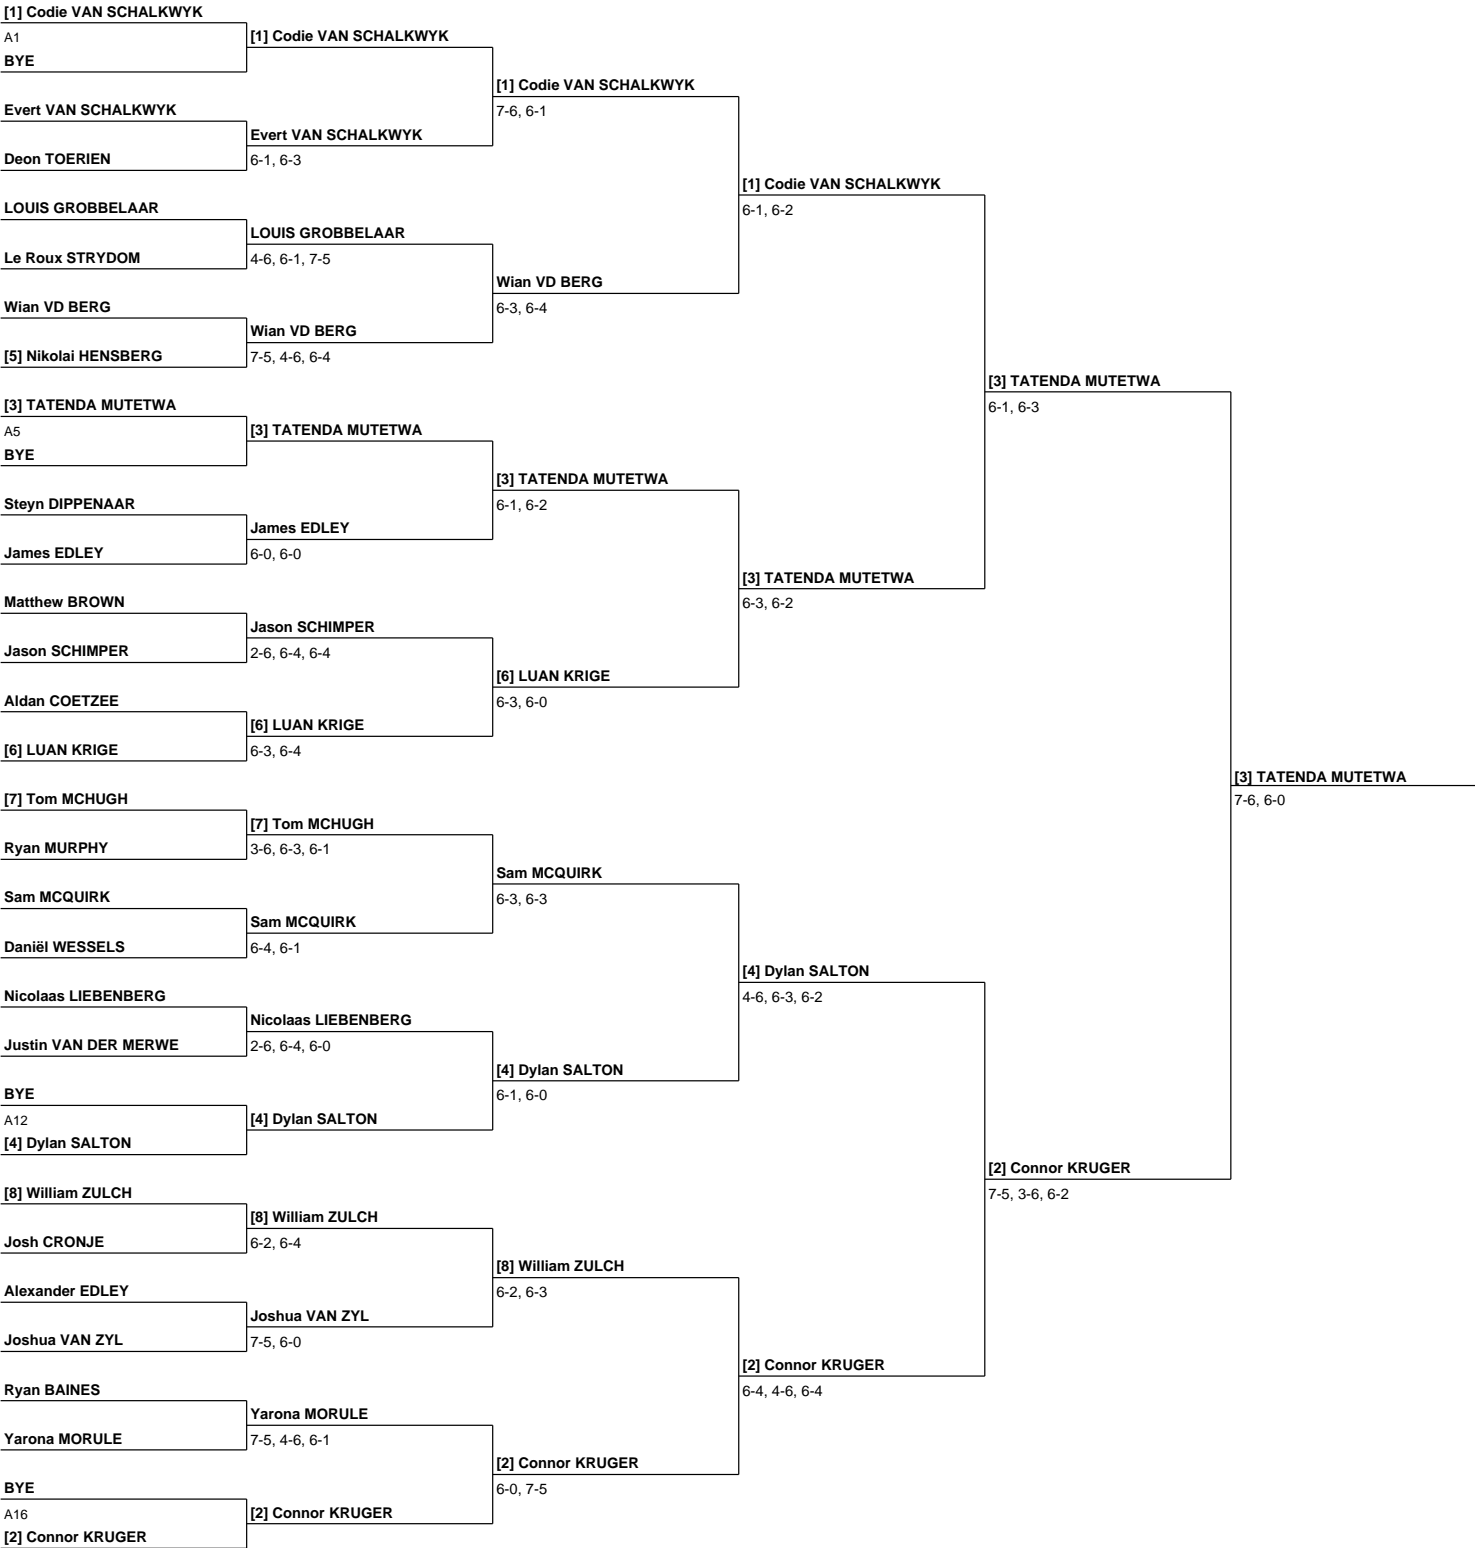 [1] Codie VAN SCHALKWYK
A1
BYE
Evert VAN SCHALKWYK
Deon TOERIEN
LOUIS GROBBELAAR
Le Roux STRYDOM
Wian VD BERG
[5] Nikolai HENSBERG
[3] TATENDA MUTETWA
A5
BYE
Steyn DIPPENAAR
James EDLEY
Matthew BROWN
Jason SCHIMPER
Aldan COETZEE
[6] LUAN KRIGE
[7] Tom MCHUGH
Ryan MURPHY
Sam MCQUIRK
Daniël WESSELS
Nicolaas LIEBENBERG
Justin VAN DER MERWE
BYE
A12
[4] Dylan SALTON
[8] William ZULCH
Josh CRONJE
Alexander EDLEY
Joshua VAN ZYL
Ryan BAINES
Yarona MORULE
BYE
A16
[2] Connor KRUGER
[1] Codie VAN SCHALKWYK
Evert VAN SCHALKWYK
6-1, 6-3
LOUIS GROBBELAAR
4-6, 6-1, 7-5
Wian VD BERG
7-5, 4-6, 6-4
[3] TATENDA MUTETWA
James EDLEY
6-0, 6-0
Jason SCHIMPER
2-6, 6-4, 6-4
[6] LUAN KRIGE
6-3, 6-4
[7] Tom MCHUGH
3-6, 6-3, 6-1
Sam MCQUIRK
6-4, 6-1
Nicolaas LIEBENBERG
2-6, 6-4, 6-0
[4] Dylan SALTON
[8] William ZULCH
6-2, 6-4
Joshua VAN ZYL
7-5, 6-0
Yarona MORULE
7-5, 4-6, 6-1
[2] Connor KRUGER
[1] Codie VAN SCHALKWYK
7-6, 6-1
Wian VD BERG
6-3, 6-4
[3] TATENDA MUTETWA
6-1, 6-2
[6] LUAN KRIGE
6-3, 6-0
Sam MCQUIRK
6-3, 6-3
[4] Dylan SALTON
6-1, 6-0
[8] William ZULCH
6-2, 6-3
[2] Connor KRUGER
6-0, 7-5
[1] Codie VAN SCHALKWYK
6-1, 6-2
[3] TATENDA MUTETWA
6-3, 6-2
[4] Dylan SALTON
4-6, 6-3, 6-2
[2] Connor KRUGER
6-4, 4-6, 6-4
[3] TATENDA MUTETWA
6-1, 6-3
[2] Connor KRUGER
7-5, 3-6, 6-2
[3] TATENDA MUTETWA
7-6, 6-0